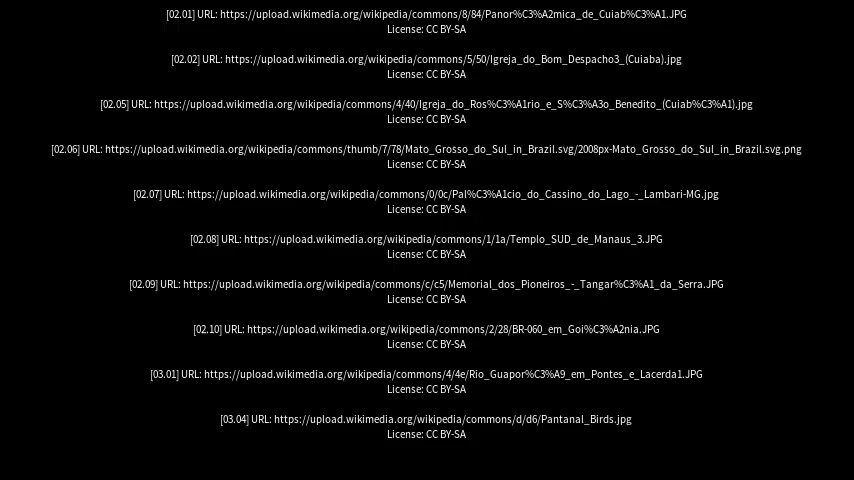 [02.01] URL: https://upload.wikimedia.org/wikipedia/commons/8/84/Panor%C3%A2mica_de_Cuiab%C3%A1.JPG
License: CC BY-SA
[02.02] URL: https://upload.wikimedia.org/wikipedia/commons/5/50/Igreja_do_Bom_Despacho3_(Cuiaba).jpg
License: CC BY-SA
[02.05] URL: https://upload.wikimedia.org/wikipedia/commons/4/40/Igreja_do_Ros%C3%A1rio_e_S%C3%A3o_Benedito_(Cuiab%C3%A1).jpg
License: CC BY-SA
[02.06] URL: https://upload.wikimedia.org/wikipedia/commons/thumb/7/78/Mato_Grosso_do_Sul_in_Brazil.svg/2008px-Mato_Grosso_do_Sul_in_Brazil.svg.png
[02.07] URL: https://upload.wikimedia.org/wikipedia/commons/0/0c/Pal%C3%A1cio_do_Cassino_do_Lago_-_Lambari-MG.jpg
License: CC BY-SA
[02.08] URL: https://upload.wikimedia.org/wikipedia/commons/1/1a/Templo_SUD_de_Manaus_3.JPG
License: CC BY-SA
[02.09] URL: https://upload.wikimedia.org/wikipedia/commons/c/c5/Memorial_dos_Pioneiros_-_Tangar%C3%A1_da_Serra.JPG
License: CC BY-SA
[02.10] URL: https://upload.wikimedia.org/wikipedia/commons/2/28/BR-060_em_Goi%C3%A2nia.JPG
License: CC BY-SA
[03.01] URL: https://upload.wikimedia.org/wikipedia/commons/4/4e/Rio_Guapor%C3%A9_em_Pontes_e_Lacerda1.JPG
License: CC BY-SA
[03.04] URL: https://upload.wikimedia.org/wikipedia/commons/d/d6/Pantanal_Birds.jpg
License: CC BY-SA